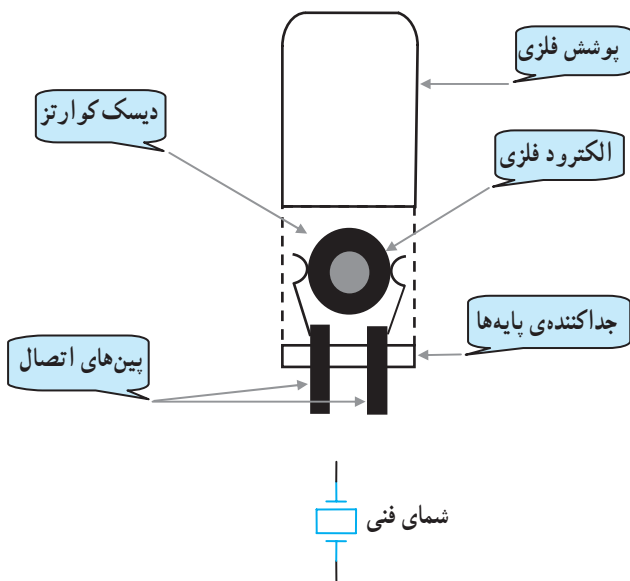 پوشش فلزی
دیسک کوارتز
الکترود فلزی
جداکننده‌ی پایه‌ها
پین‌های اتصال
شمای فنی